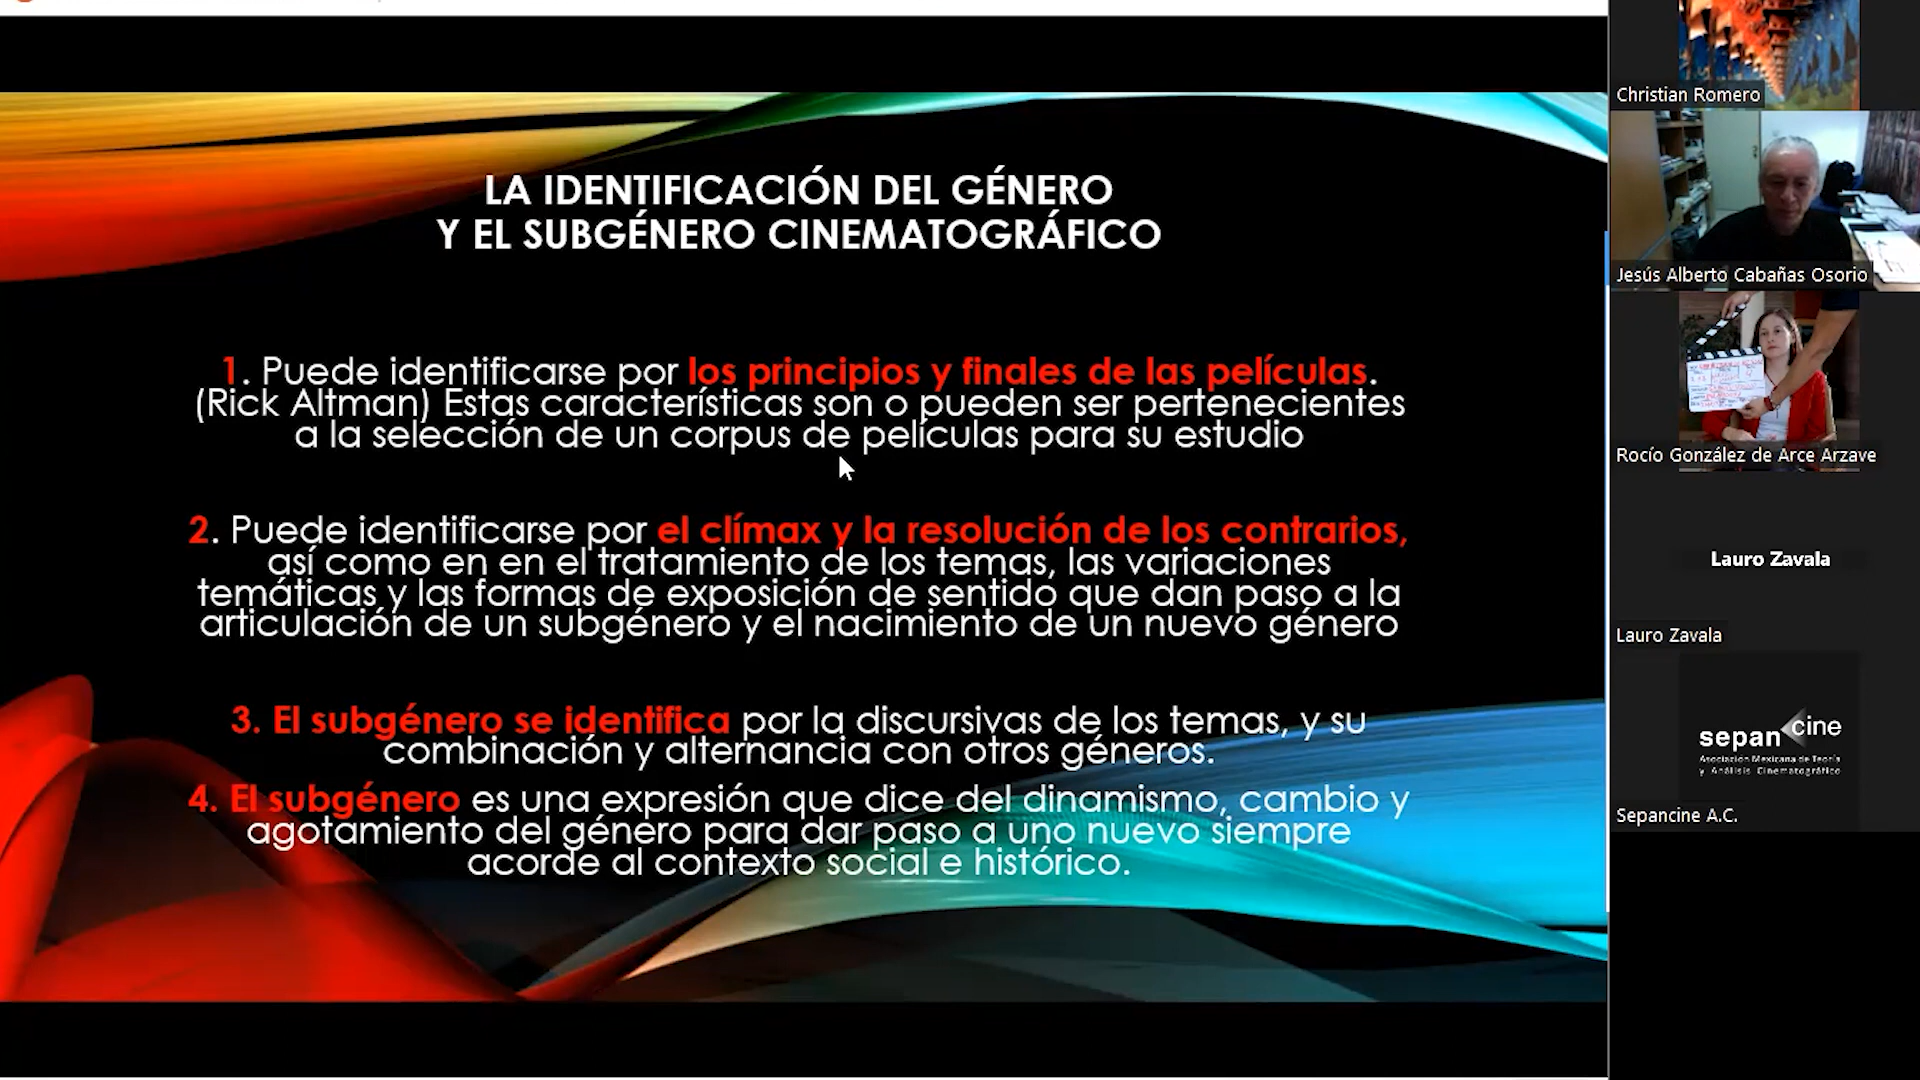 LA IDENTIFICACIÓN DEL GÉNERO
Y EL SUBGÉNERO CINEMATOGRÁFICO
1. Puede identificarse por los principios y finales de las películas.
(Rick Altman) Estas características son o pueden ser pertenecientes
a la selección de un corpus de películas para su estudio
2. Puede identificarse por el clímax y la resolución de los contrarios,
así como en en el tratamiento de los temas, las variaciones
temáticas y las formas de exposición de sentido que dan paso a la
articulación de un subgénero y el nacimiento de un nuevo género
3. El subgénero se identifica por la discursivas de los temas, y su
combinación y alternancia con otros géneros.
4. El subgénero es una expresión que dice del dinamismo, cambio y
agotamiento del género para dar paso a uno nuevo siempre
acorde al contexto social e histórico.
Christian Romero
Jesús Alberto Cabañas Osorio
Rocío González de Arce Arzave
Lauro Zavala
Lauro Zavala
sepancine
Asociación Mexicana de Teoría
y Análisis Cinematográfico
Sepancine A.C.